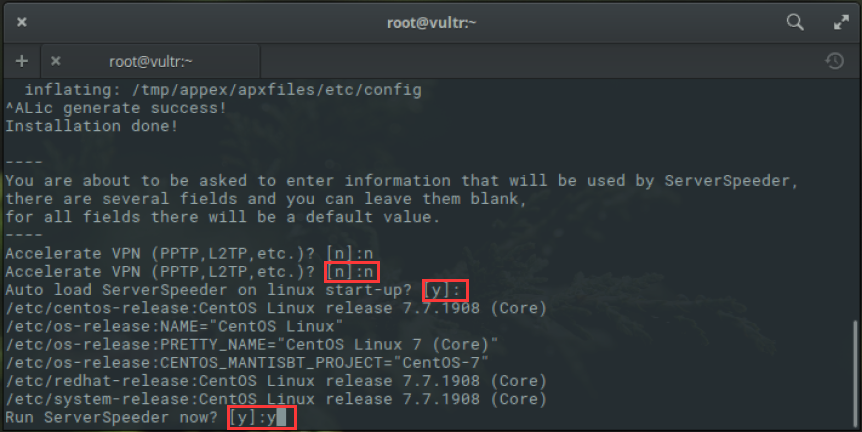 root@vultr:~
root@vultr:~
inflating: /tmp/appex/apxfiles/etc/config
^ALic generate success!
Installation done!
----
You are about to be asked to enter information that will be used by ServerSpeeder,
there are several fields and you can leave them blank,
for all fields there will be a default value.
----
Accelerate VPN (PPTP,L2TP,etc.)? [n]:n
Accelerate VPN (PPTP,L2TP,etc.)? [n]:n
Auto load ServerSpeeder on linux start-up? [y]:
/etc/centos-release:CentOS Linux release 7.7.1908 (Core)
/etc/os-release:NAME="CentOS Linux"
/etc/os-release:PRETTY_NAME="CentOS Linux 7 (Core)"
/etc/os-release:CENTOS_MANTISBT_PROJECT="CentOS-7"
/etc/redhat-release:CentOS Linux release 7.7.1908 (Core)
/etc/system-release:CentOS Linux release 7.7.1908 (Core)
Run ServerSpeeder now? [y]:y